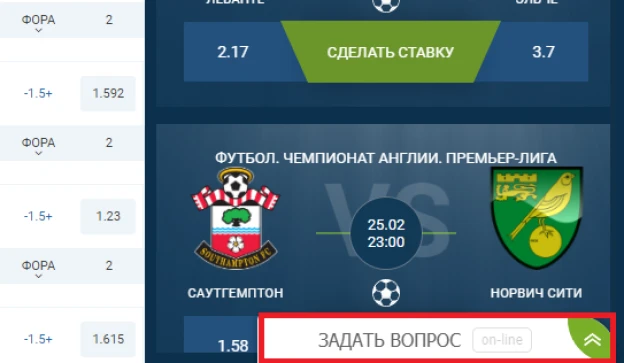 ФОРА 2
-1.5+ 1.592
ФОРА 2
-1.5+ 1.23
ФОРА 2
-1.5+ 1.615
ЛЕВАНТЕ ЭЛЬЧЕ
2.17 СДЕЛАТЬ СТАВКУ 3.7
ФУТБОЛ. ЧЕМПИОНАТ АНГЛИИ. ПРЕМЬЕР-ЛИГА
VS
25.02
23:00
SOUTHAMPTON FC
САУТГЕМПТОН НОРВИЧ СИТИ
1.58
ЗАДАТЬ ВОПРОС on-line